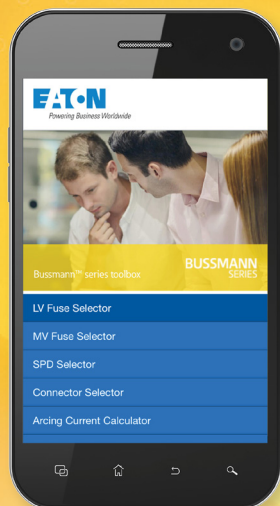 EATON
Powering Business Worldwide
BUSSMANN
SERIES
Bussmann™ series toolbox
LV Fuse Selector
MV Fuse Selector
SPD Selector
Connector Selector
Arcing Current Calculator